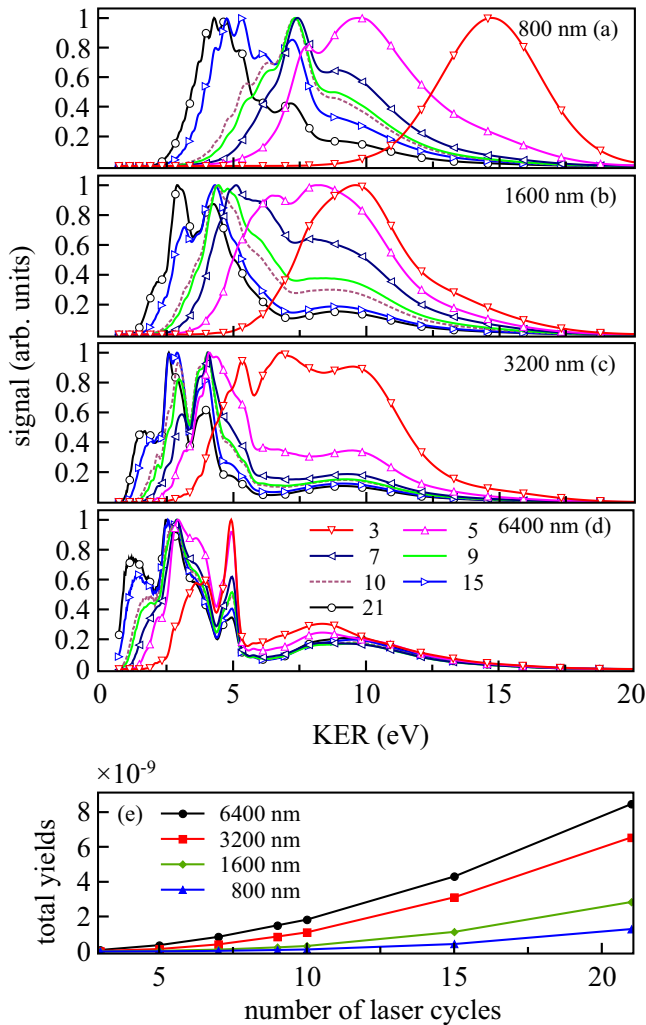 1
0.8
0.6
0.4
0.2
800 nm (a)
1
0.8
0.6
0.4
0.2
1600 nm (b)
1
0.8
0.6
0.4
0.2
3200 nm (c)
1
0.8
0.6
0.4
0.2
0
6400 nm (d)
3 5
7 9
10 15
21
signal (arb. units)
0 5 10 15 20
KER (eV)
×10⁻⁹
(e)
6400 nm
3200 nm
1600 nm
800 nm
8
6
4
2
0
total yields
5 10 15 20
number of laser cycles